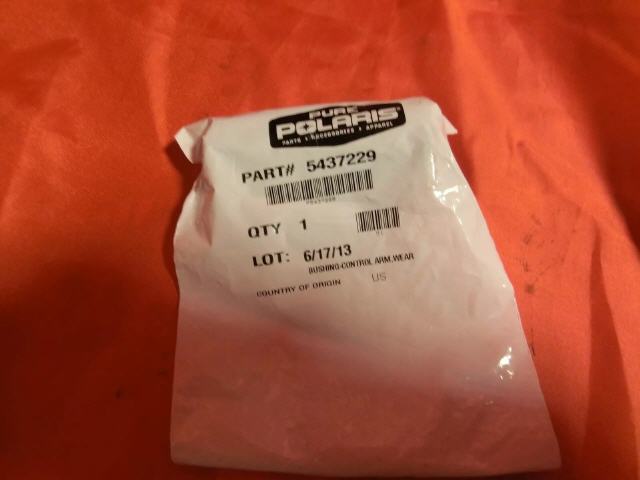 PURE
POLARIS
PARTS • ACCESSORIES • APPAREL
PART# 5437229
QTY 1
LOT: 6/17/13
BUSHING-CONTROL ARM,WEAR
COUNTRY OF ORIGIN US